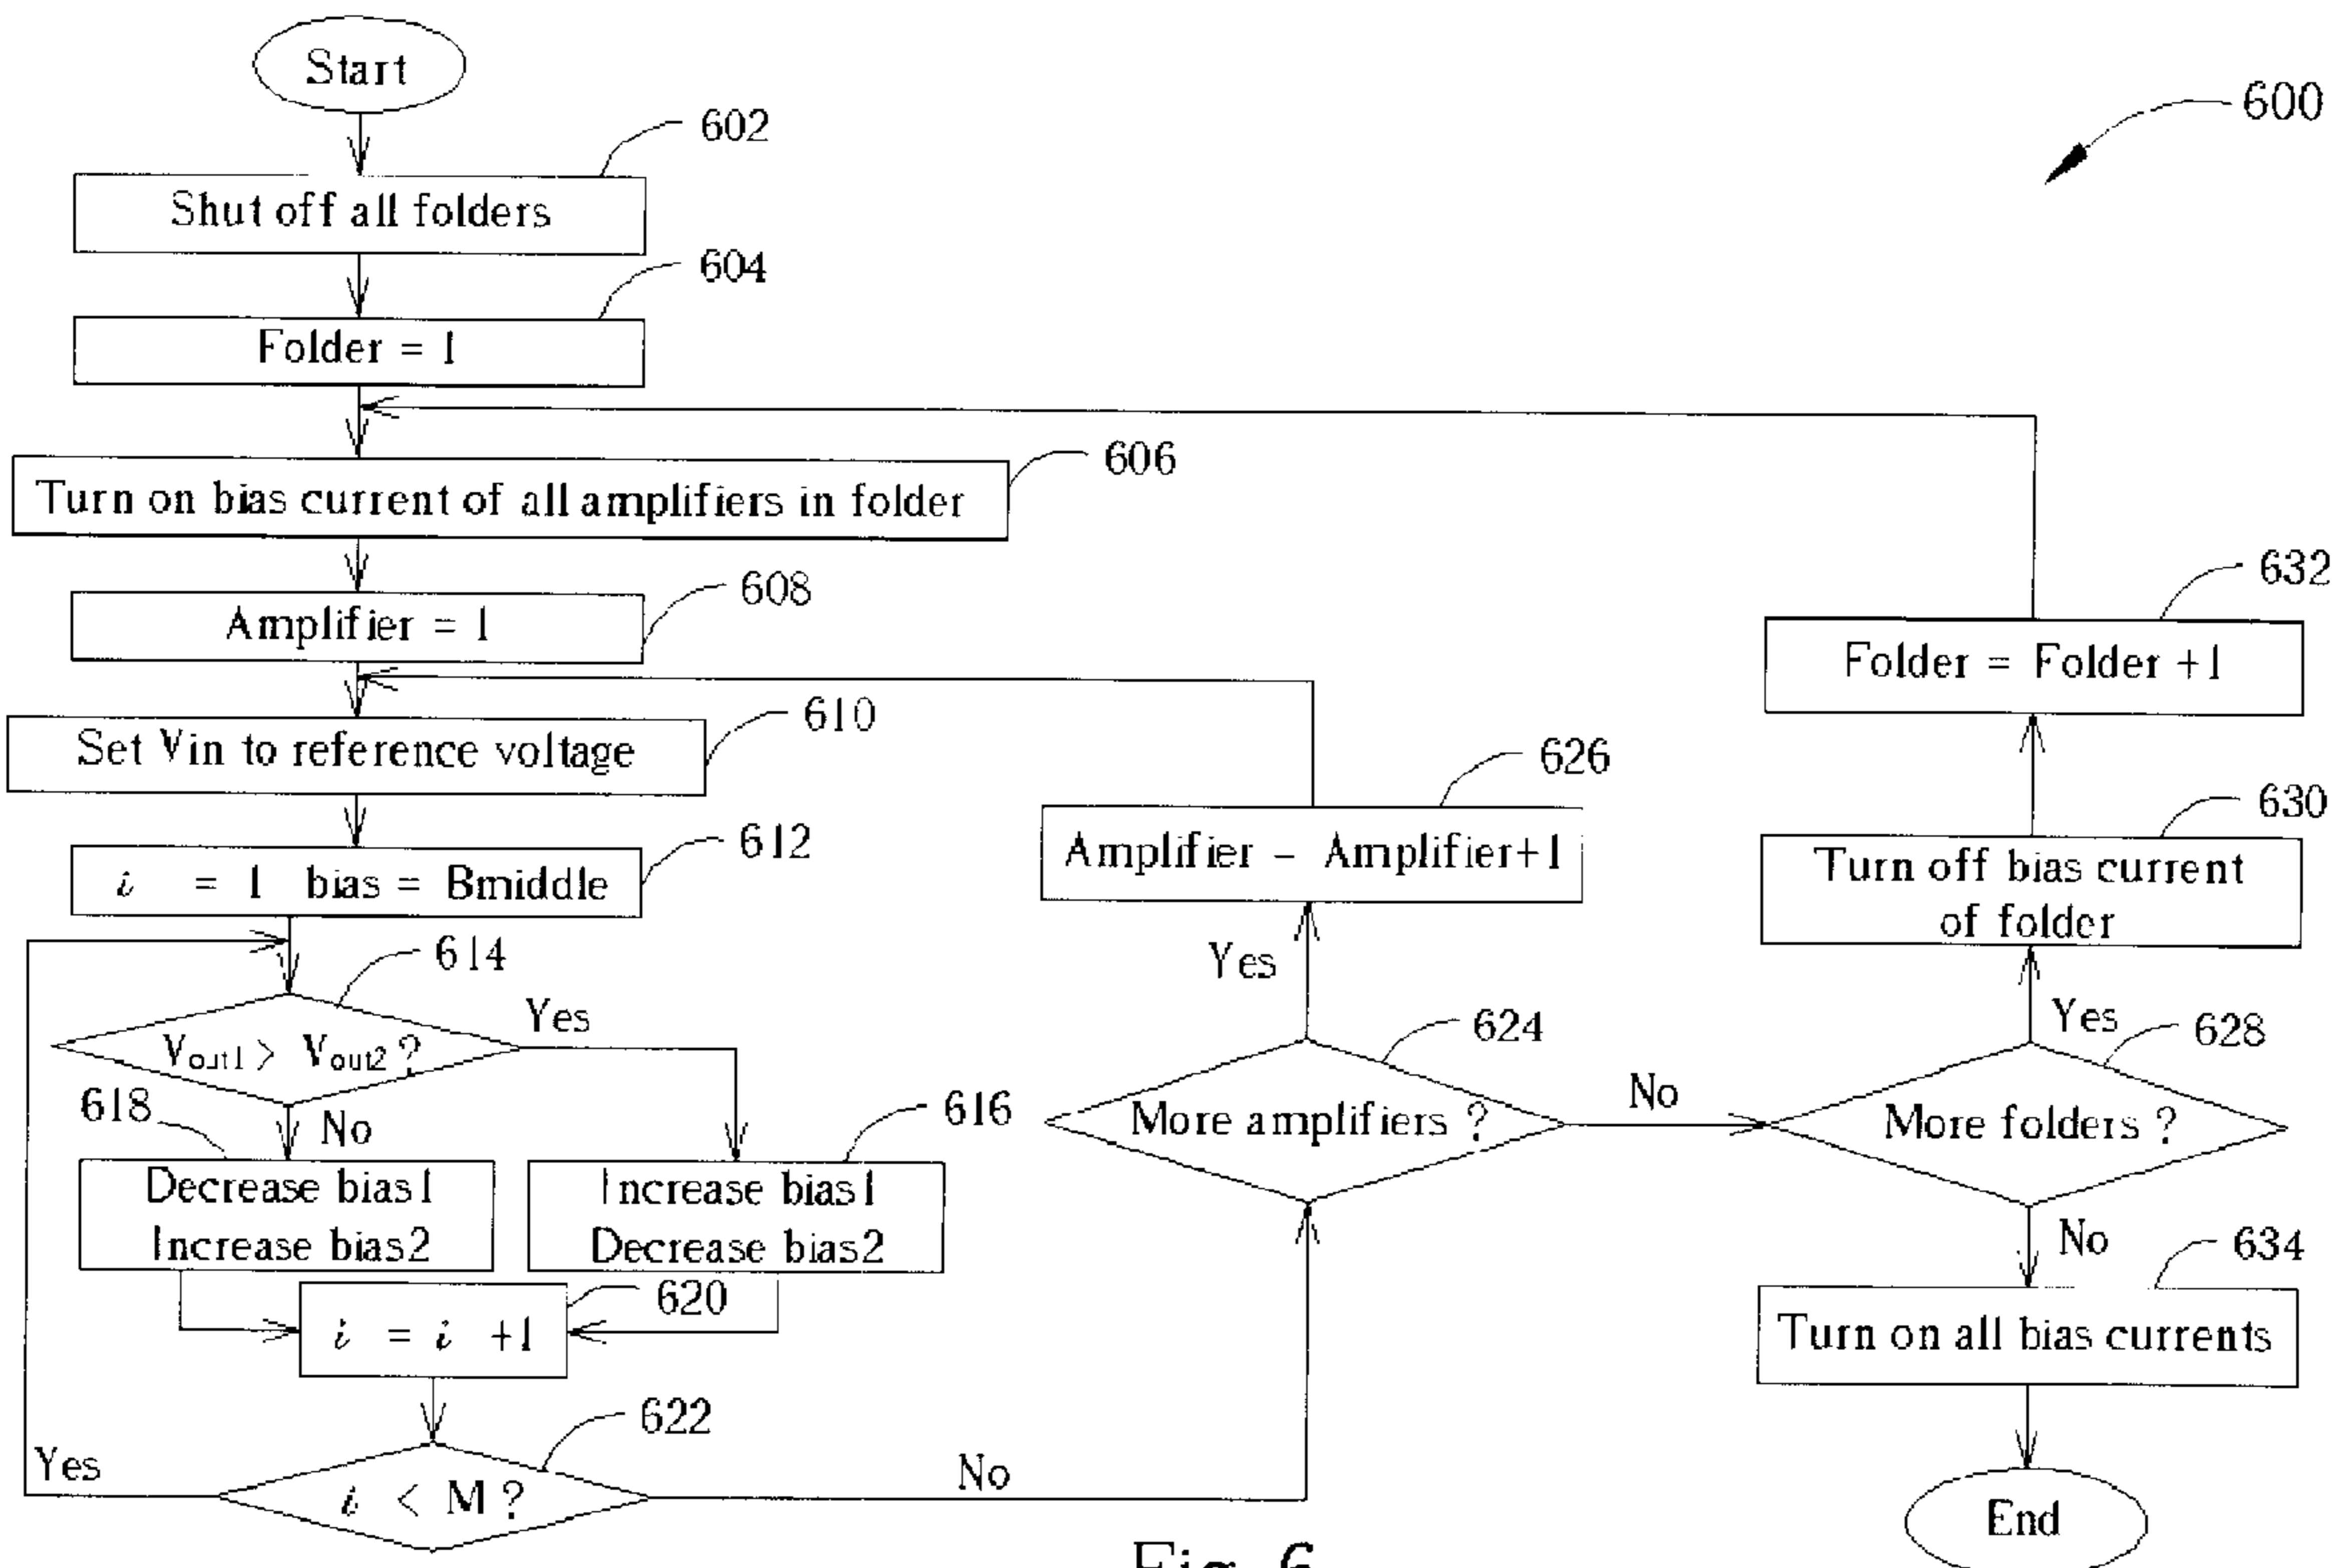 Start
600
602
Shut off all folders
604
Folder = 1
606
Turn on bias current of all amplifiers in folder
608
Amplifier = 1
610
Set Vin to reference voltage
612
i = 1 bias = Bmiddle
614
Vout1 > Vout2 ?
Yes
No
618
Decrease bias1
Increase bias2
616
Increase bias1
Decrease bias2
620
i = i +1
622
i < M ?
Yes
No
624
More amplifiers ?
Yes
No
626
Amplifier - Amplifier+1
628
More folders ?
Yes
No
630
Turn off bias current
of folder
632
Folder = Folder +1
634
Turn on all bias currents
End
Fig. 6